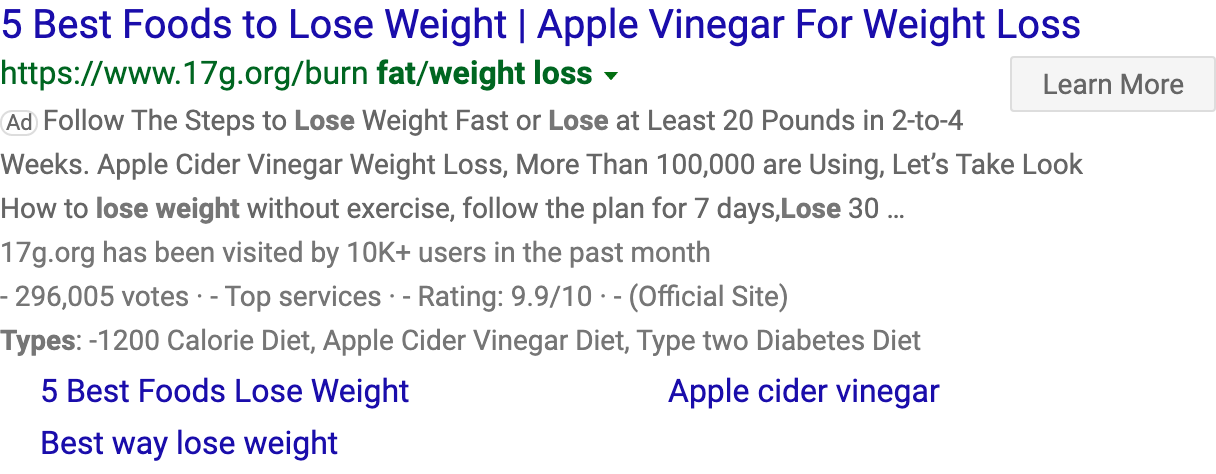 5 Best Foods to Lose Weight | Apple Vinegar For Weight Loss
https://www.17g.org/burn fat/weight loss
Learn More
Ad Follow The Steps to Lose Weight Fast or Lose at Least 20 Pounds in 2-to-4
Weeks. Apple Cider Vinegar Weight Loss, More Than 100,000 are Using, Let’s Take Look
How to lose weight without exercise, follow the plan for 7 days,Lose 30 ...
17g.org has been visited by 10K+ users in the past month
- 296,005 votes · - Top services · - Rating: 9.9/10 · - (Official Site)
Types: -1200 Calorie Diet, Apple Cider Vinegar Diet, Type two Diabetes Diet
5 Best Foods Lose Weight
Apple cider vinegar
Best way lose weight